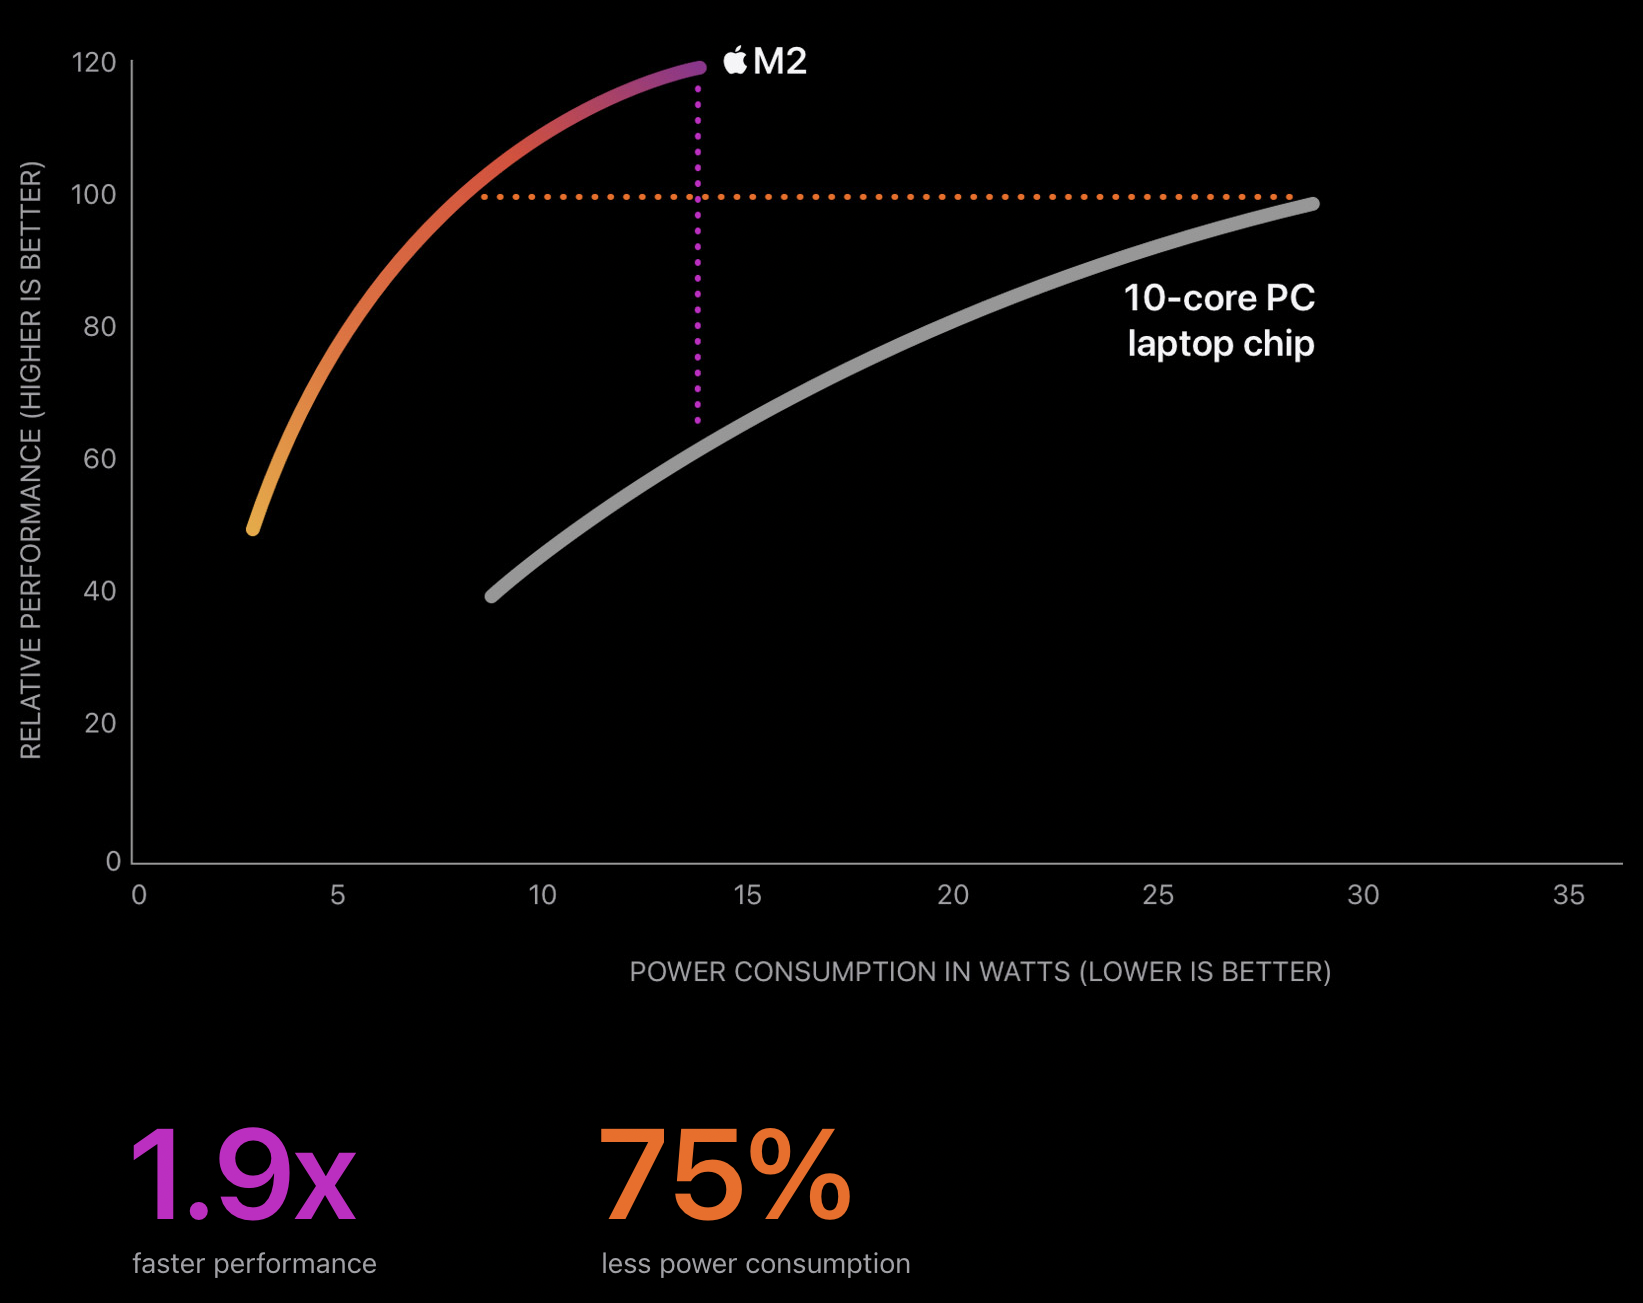 120
M2
100
10-core PC
laptop chip
80
60
40
20
0
RELATIVE PERFORMANCE (HIGHER IS BETTER)
0 5 10 15 20 25 30 35
POWER CONSUMPTION IN WATTS (LOWER IS BETTER)
1.9x
faster performance
75%
less power consumption